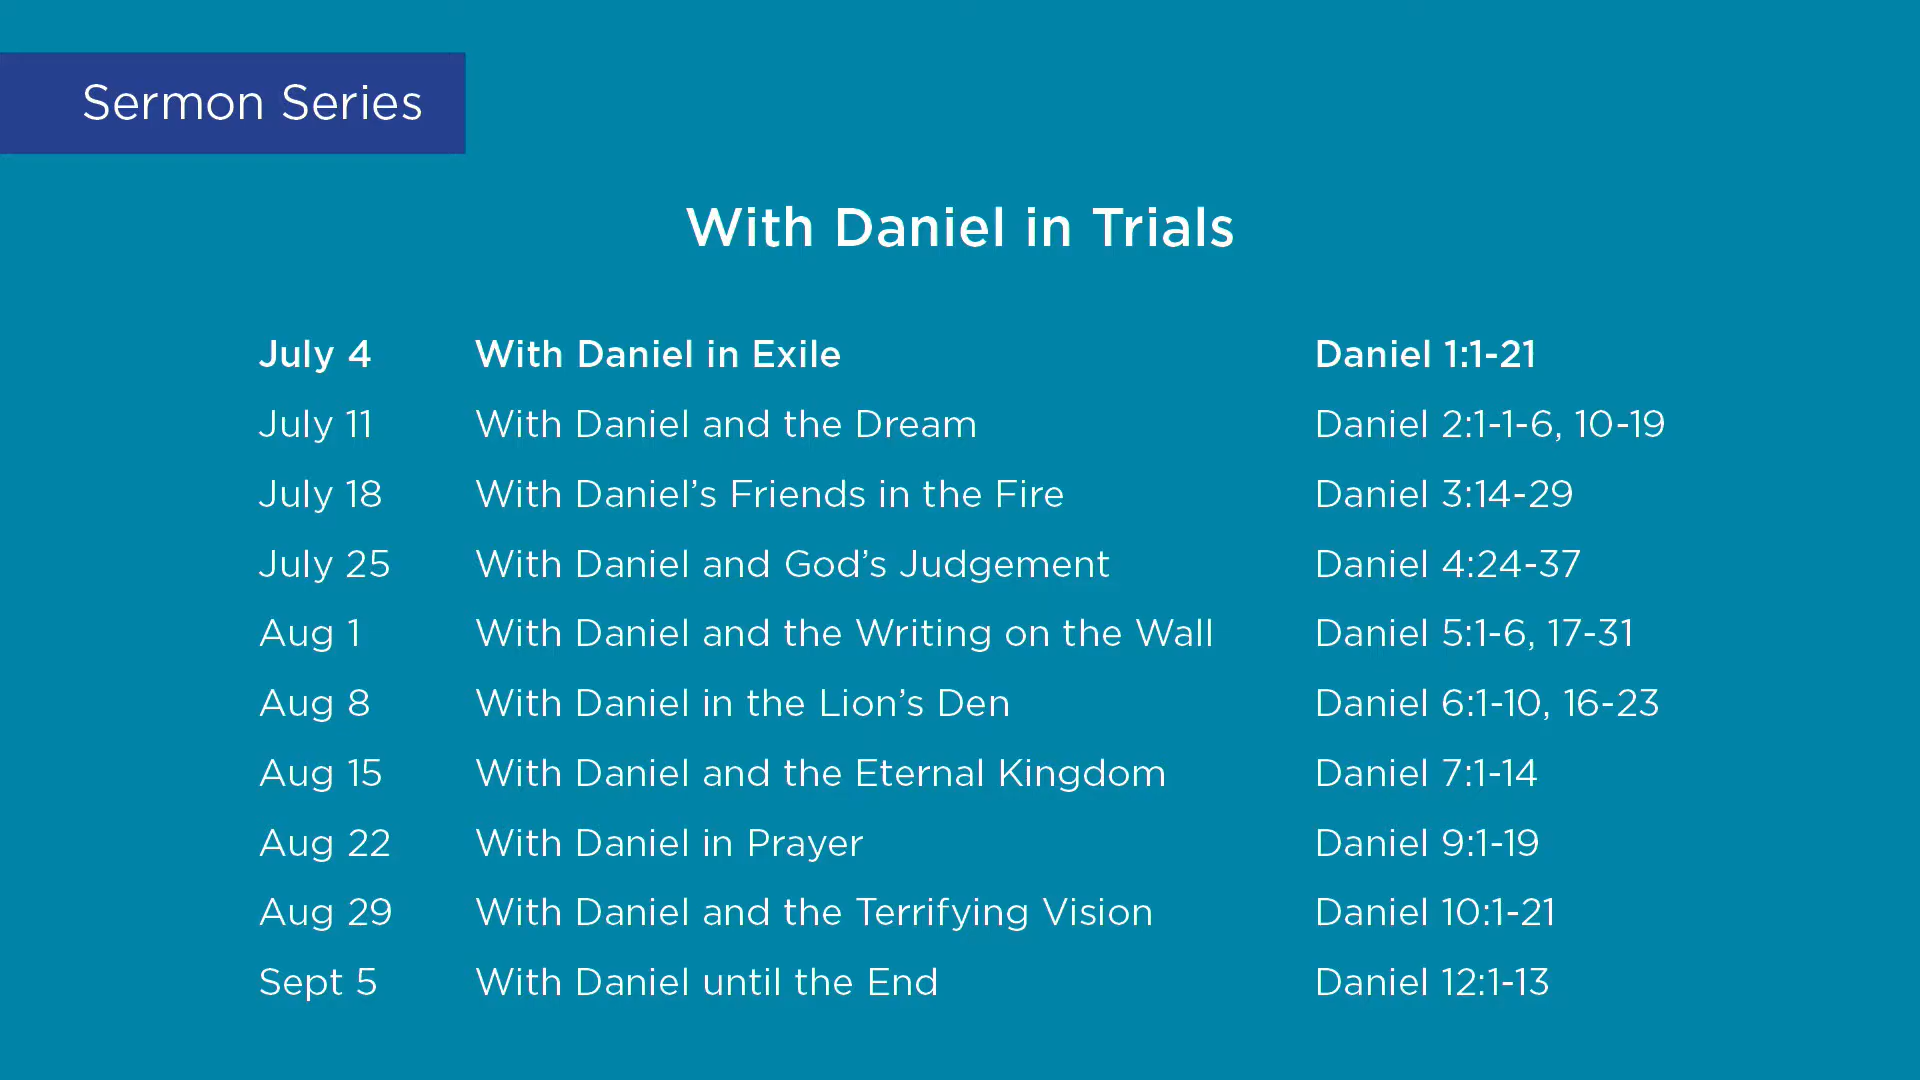 Sermon Series
With Daniel in Trials
July 4 With Daniel in Exile Daniel 1:1-21
July 11 With Daniel and the Dream Daniel 2:1-1-6, 10-19
July 18 With Daniel’s Friends in the Fire Daniel 3:14-29
July 25 With Daniel and God’s Judgement Daniel 4:24-37
Aug 1 With Daniel and the Writing on the Wall Daniel 5:1-6, 17-31
Aug 8 With Daniel in the Lion’s Den Daniel 6:1-10, 16-23
Aug 15 With Daniel and the Eternal Kingdom Daniel 7:1-14
Aug 22 With Daniel in Prayer Daniel 9:1-19
Aug 29 With Daniel and the Terrifying Vision Daniel 10:1-21
Sept 5 With Daniel until the End Daniel 12:1-13